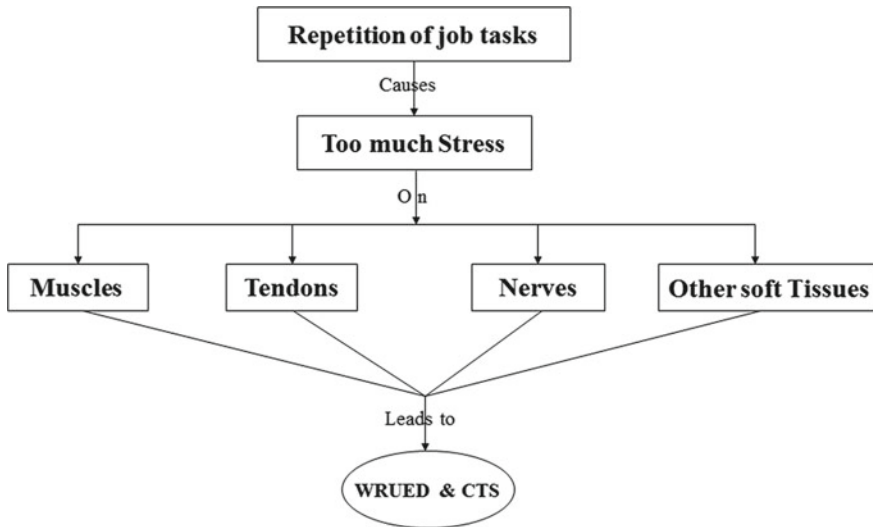 Repetition of job tasks
Causes
Too much Stress
On
Muscles
Tendons
Nerves
Other soft Tissues
Leads to
WRUED & CTS